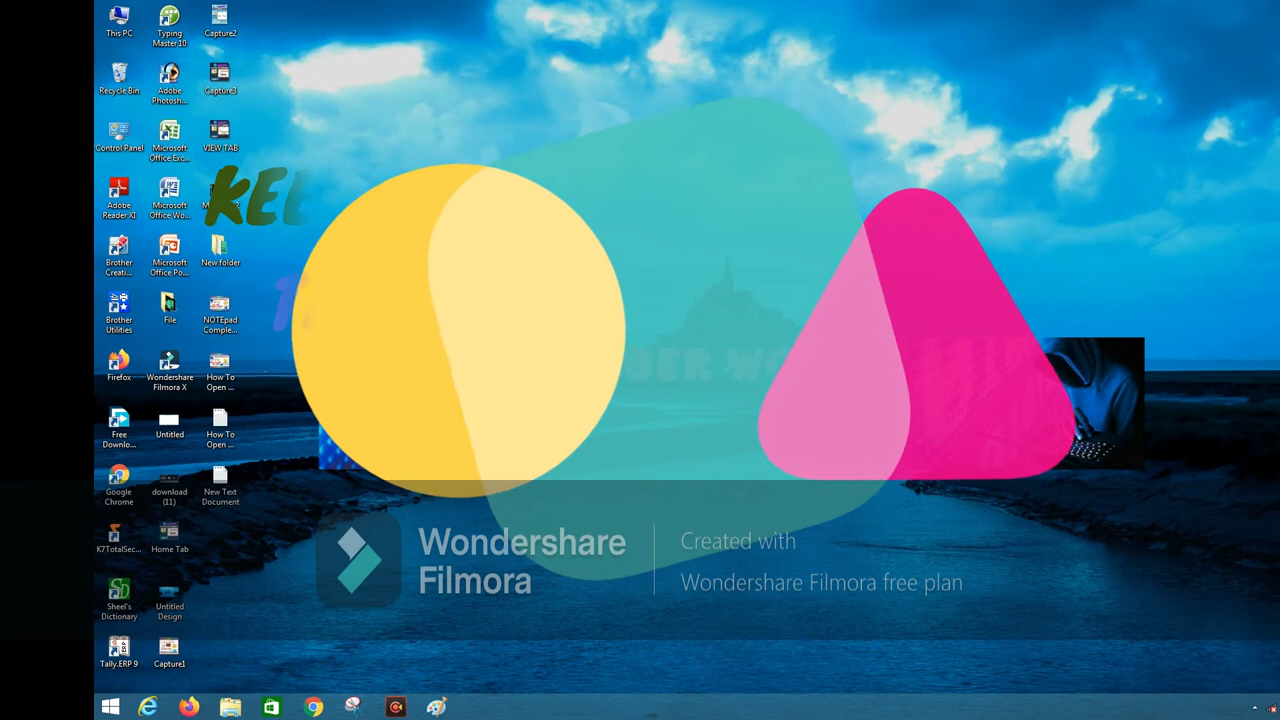 This PC
Typing
Master 10
Capture2
Recycle Bin
Adobe
Photosh...
Capture3
Control Panel
Microsoft
Office Exc...
VIEW TAB
KEE
Adobe
Reader XI
Microsoft
Office Wo...
Brother
Creati...
Microsoft
Office Po...
New folder
Brother
Utilities
File
NOTEpad
Comple...
Firefox
Wondershare
Filmora X
How To
Open ...
Free
Downlo...
Untitled
How To
Open ...
Google
Chrome
download
(11)
New Text
Document
K7TotalSec...
Home Tab
Sheel's
Dictionary
Untitled
Design
Tally.ERP 9
Capture1
Wondershare
Filmora
Created with
Wondershare Filmora free plan